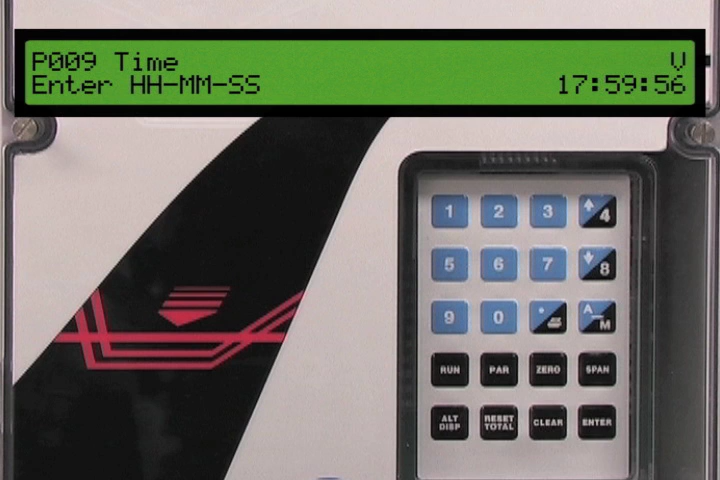 P009 Time V
Enter HH-MM-SS 17:59:56
1 2 3 4
5 6 7 8
9 0 A M
RUN PAR ZERO SPAN
ALT DISP RESET TOTAL CLEAR ENTER